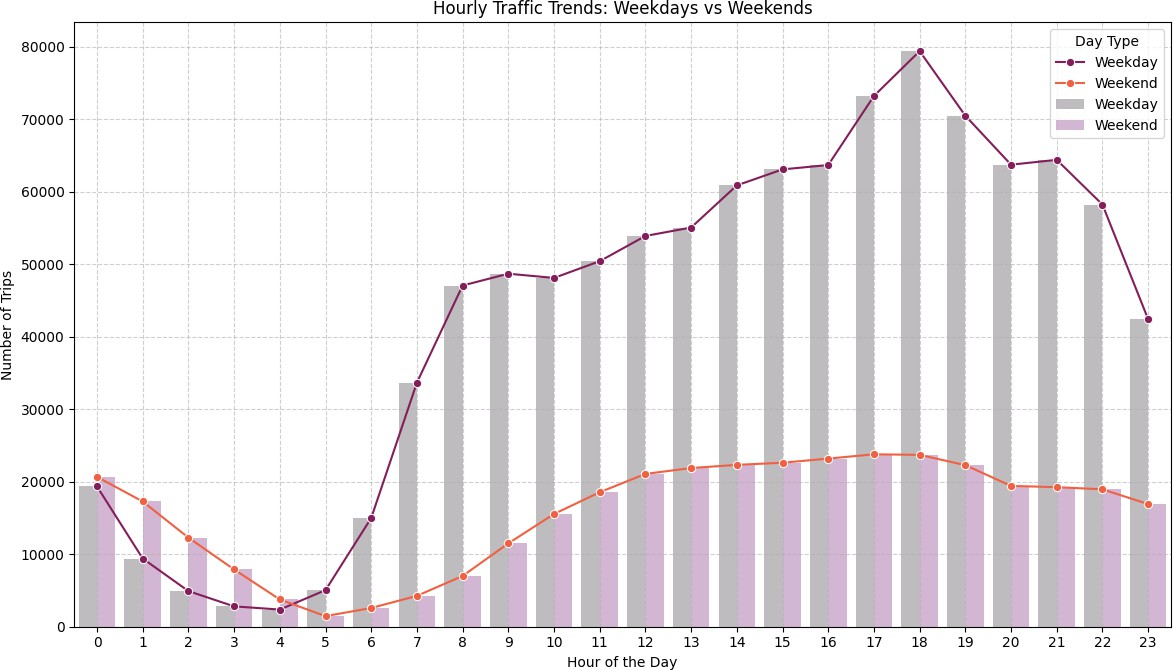 Hourly Traffic Trends: Weekdays vs Weekends
Day Type
Weekday
Weekend
Weekday
Weekend
Number of Trips
80000
70000
60000
50000
40000
30000
20000
10000
0
0 1 2 3 4 5 6 7 8 9 10 11 12 13 14 15 16 17 18 19 20 21 22 23
Hour of the Day